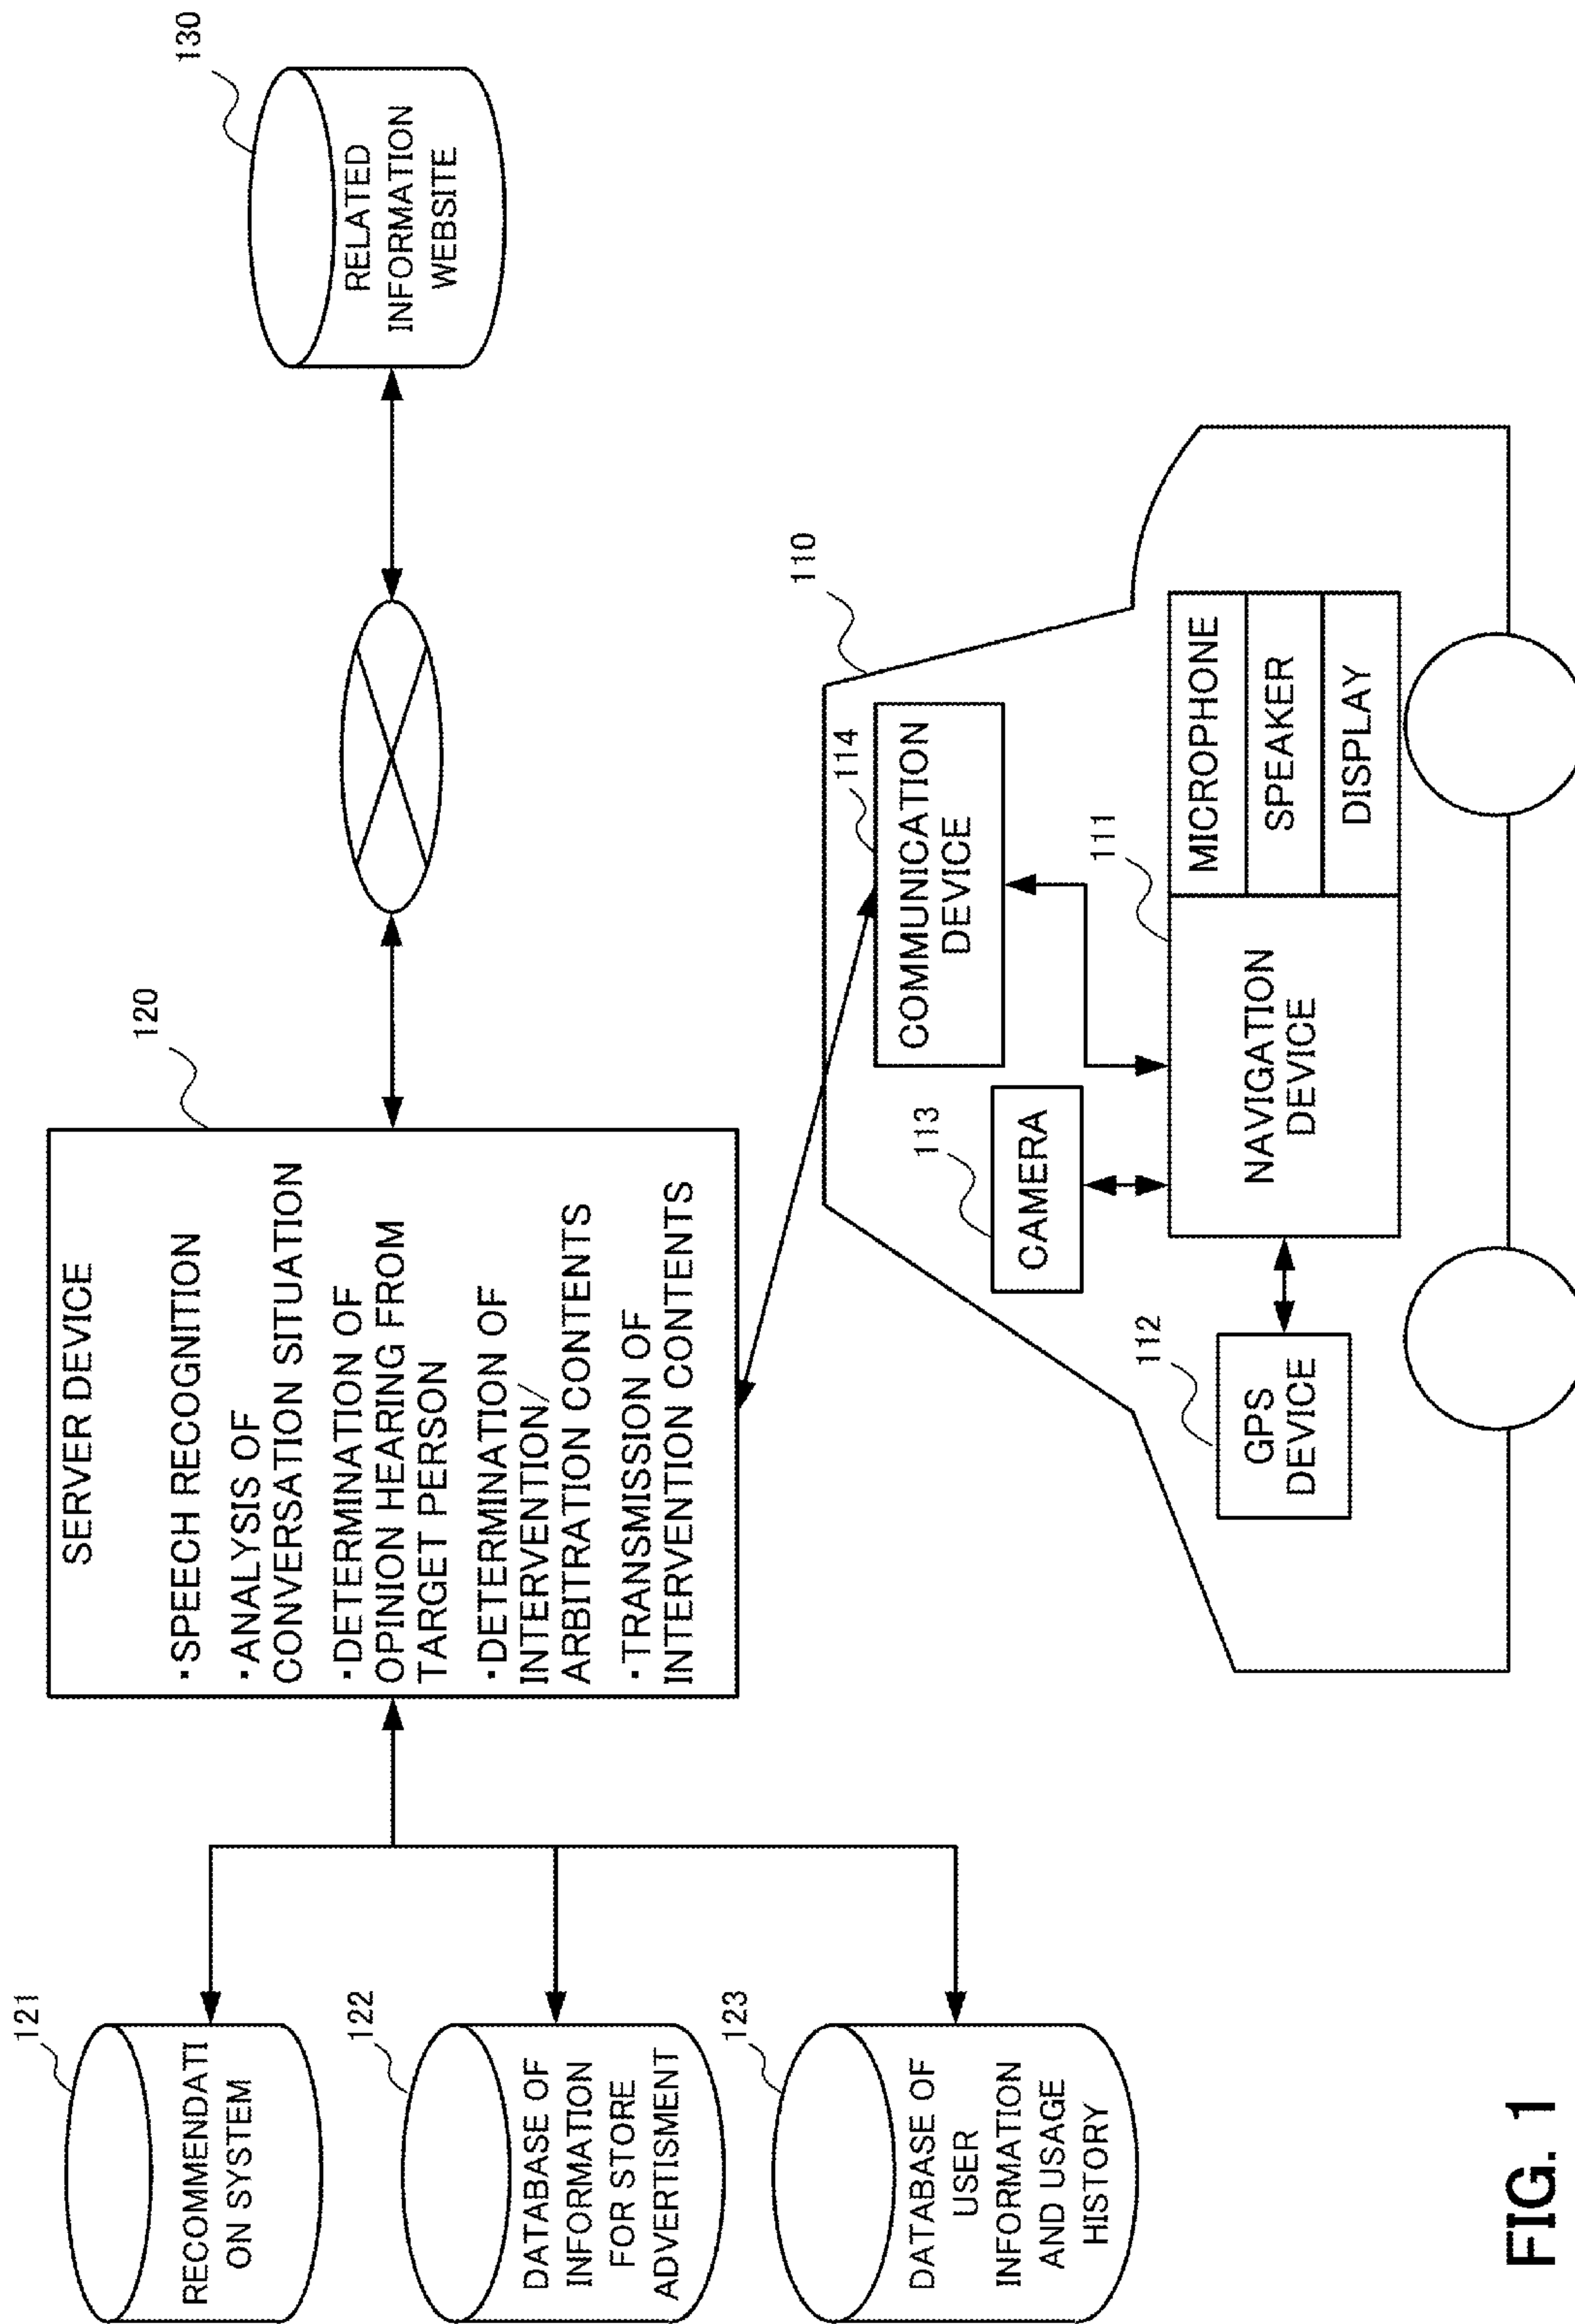 121
RECOMMENDATI
ON SYSTEM
122
DATABASE OF
INFORMATION
FOR STORE
ADVERTISMENT
123
DATABASE OF
USER
INFORMATION
AND USAGE
HISTORY
120
SERVER DEVICE
・SPEECH RECOGNITION
・ANALYSIS OF
CONVERSATION SITUATION
・DETERMINATION OF
OPINION HEARING FROM
TARGET PERSON
・DETERMINATION OF
INTERVENTION/
ARBITRATION CONTENTS
・TRANSMISSION OF
INTERVENTION CONTENTS
130
RELATED
INFORMATION
WEBSITE
110
114
COMMUNICATION
DEVICE
113
CAMERA
112
GPS
DEVICE
111
NAVIGATION
DEVICE
MICROPHONE
SPEAKER
DISPLAY
FIG. 1